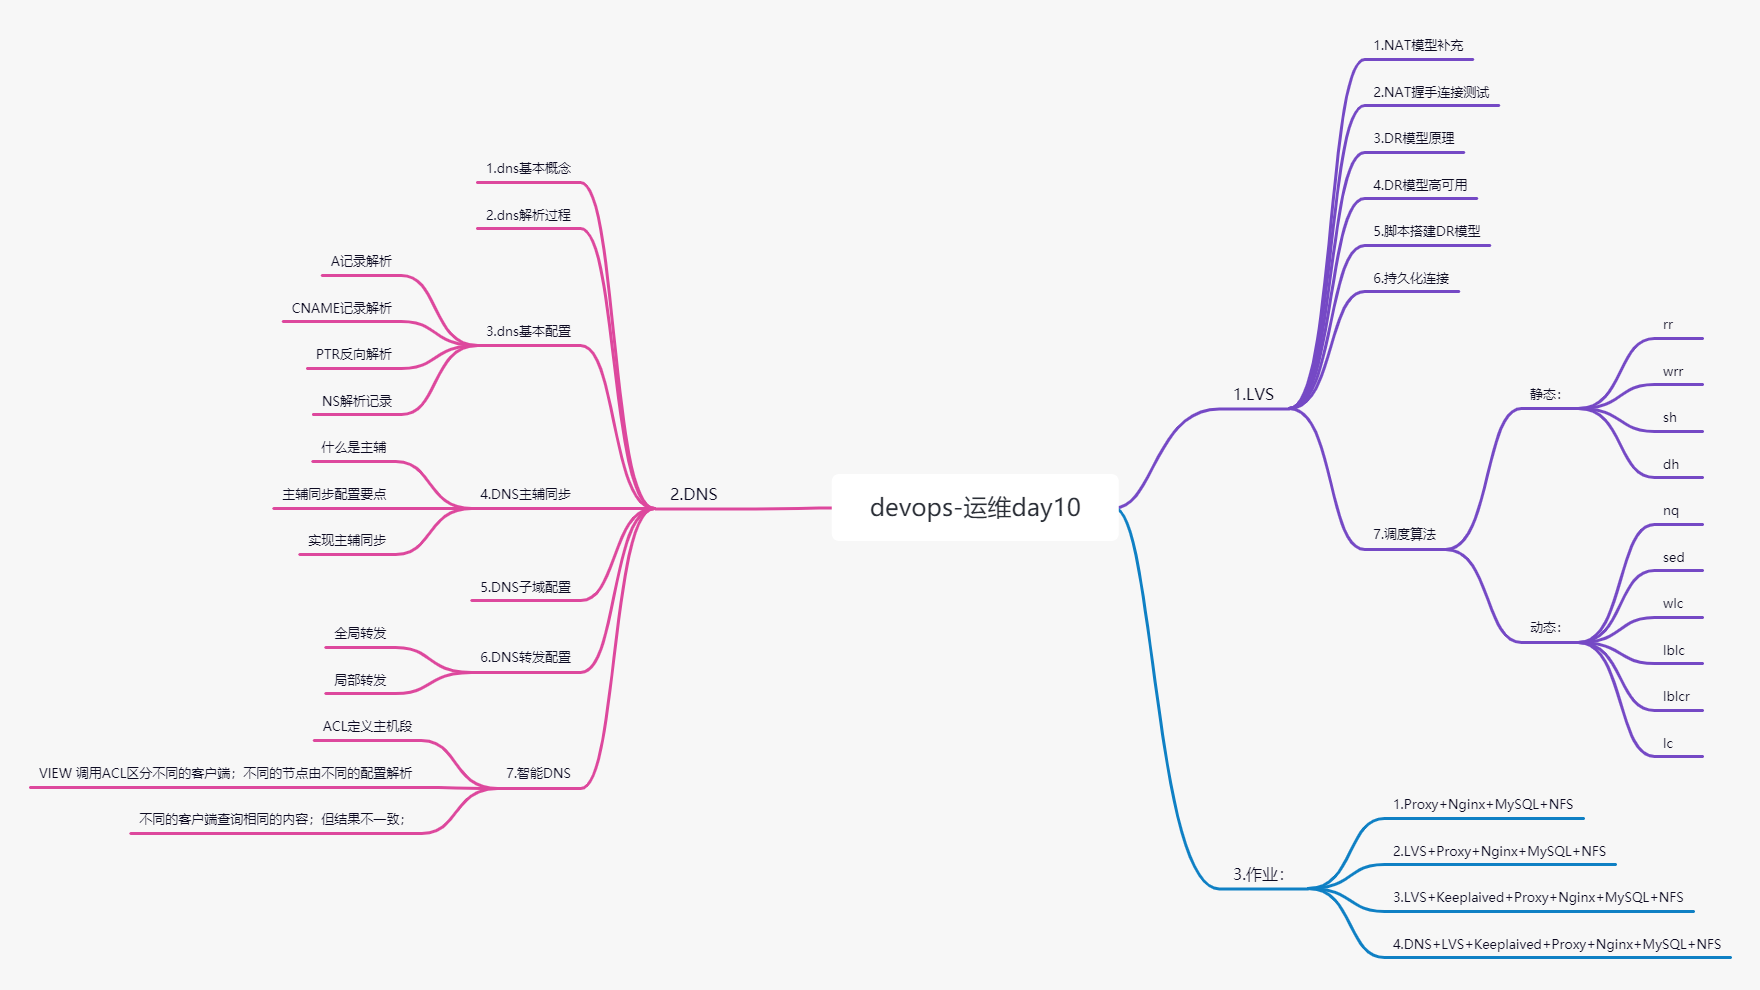 devops-运维day10
1.LVS
1.NAT模型补充
2.NAT握手连接测试
3.DR模型原理
4.DR模型高可用
5.脚本搭建DR模型
6.持久化连接
7.调度算法
静态：
rr
wrr
sh
dh
动态：
nq
sed
wlc
lblc
lblcr
lc
2.DNS
1.dns基本概念
2.dns解析过程
3.dns基本配置
A记录解析
CNAME记录解析
PTR反向解析
NS解析记录
4.DNS主辅同步
什么是主辅
主辅同步配置要点
实现主辅同步
5.DNS子域配置
6.DNS转发配置
全局转发
局部转发
7.智能DNS
ACL定义主机段
VIEW 调用ACL区分不同的客户端；不同的节点由不同的配置解析
不同的客户端查询相同的内容；但结果不一致；
3.作业：
1.Proxy+Nginx+MySQL+NFS
2.LVS+Proxy+Nginx+MySQL+NFS
3.LVS+Keeplaived+Proxy+Nginx+MySQL+NFS
4.DNS+LVS+Keeplaived+Proxy+Nginx+MySQL+NFS